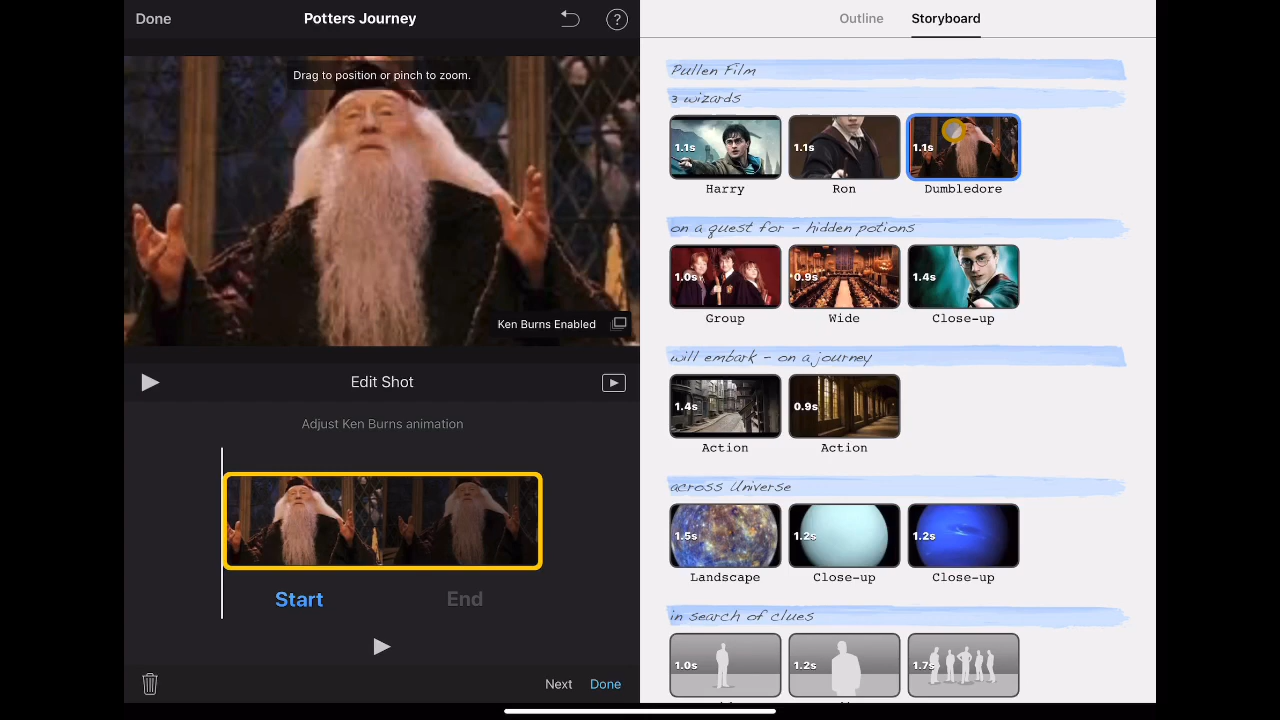 Done
Potters Journey
?
Drag to position or pinch to zoom.
Ken Burns Enabled
Edit Shot
Adjust Ken Burns animation
Start
End
Next
Done
Outline
Storyboard
Pullen Film
3 wizards
1.1s
1.1s
1.1s
Harry
Ron
Dumbledore
on a quest for - hidden potions
1.0s
0.9s
1.4s
Group
Wide
Close-up
will embark - on a journey
1.4s
0.9s
Action
Action
across Universe
1.5s
1.2s
1.2s
Landscape
Close-up
Close-up
in search of clues
1.0s
1.2s
1.7s